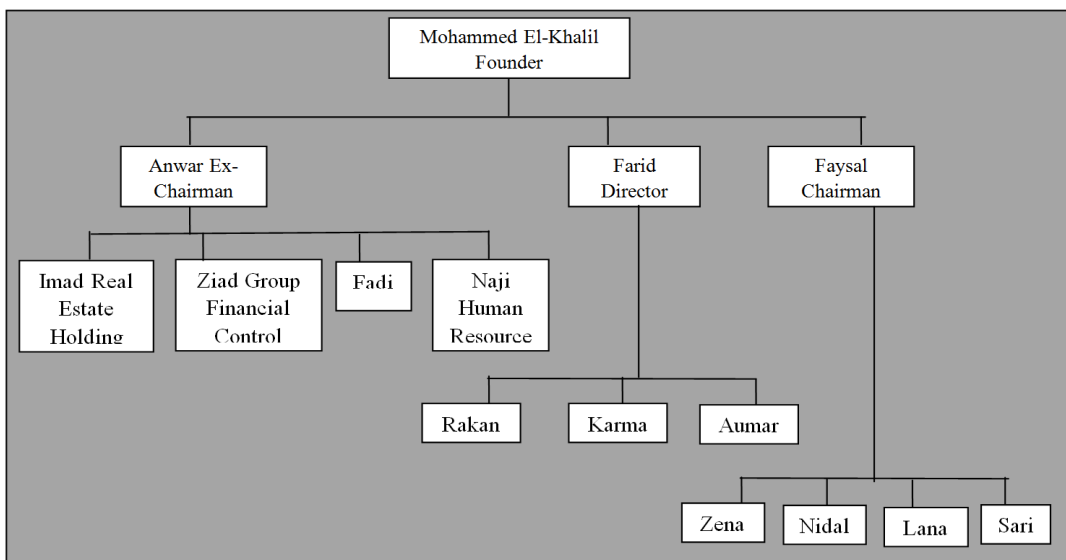 Mohammed El-Khalil
Founder
Anwar Ex-
Chairman
Farid
Director
Faysal
Chairman
Imad Real
Estate
Holding
Ziad Group
Financial
Control
Fadi
Naji
Human
Resource
Rakan
Karma
Aumar
Zena
Nidal
Lana
Sari